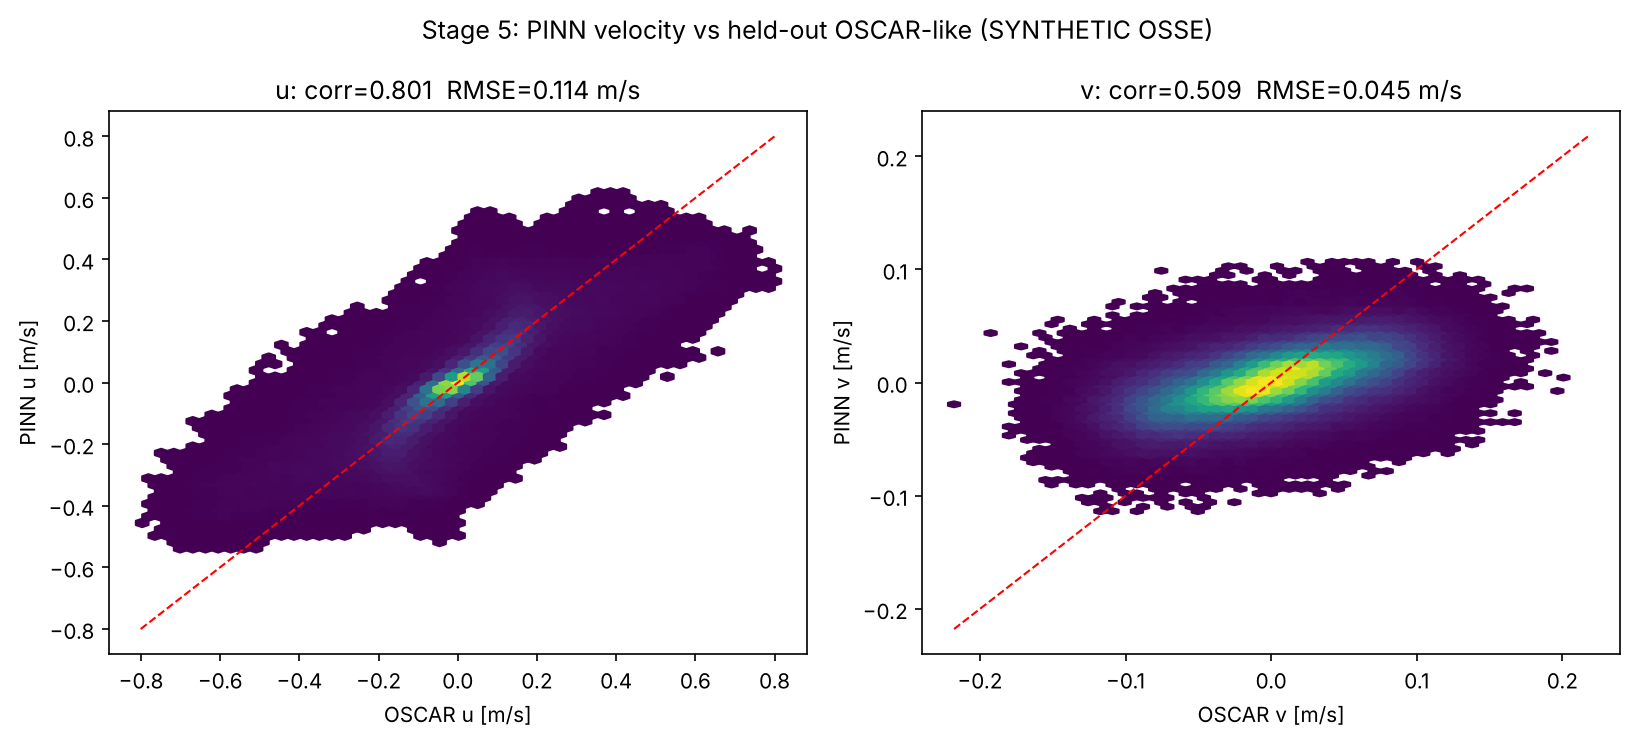 Stage 5: PINN velocity vs held-out OSCAR-like (SYNTHETIC OSSE)
u: corr=0.801  RMSE=0.114 m/s
PINN u [m/s]
0.8
0.6
0.4
0.2
0.0
−0.2
−0.4
−0.6
−0.8
−0.8 −0.6 −0.4 −0.2 0.0 0.2 0.4 0.6 0.8
OSCAR u [m/s]
v: corr=0.509  RMSE=0.045 m/s
PINN v [m/s]
0.2
0.1
0.0
−0.1
−0.2
−0.2 −0.1 0.0 0.1 0.2
OSCAR v [m/s]